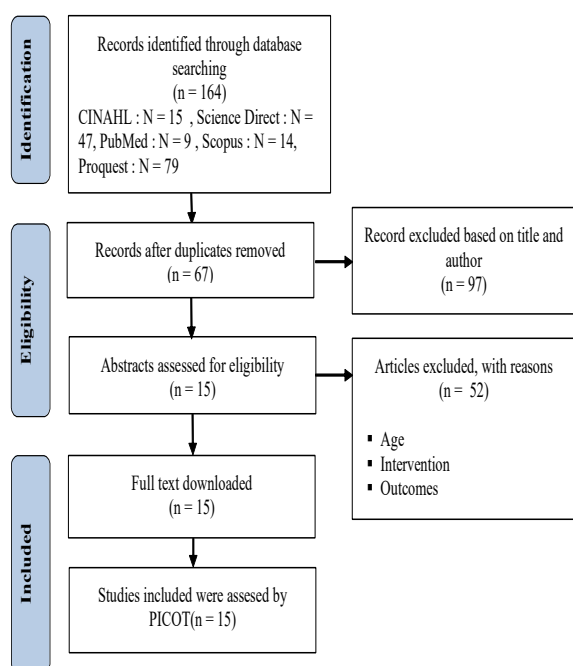 Identification
Records identified through database
searching
(n = 164)
CINAHL : N = 15 , Science Direct : N =
47, PubMed : N = 9 , Scopus : N = 14,
Proquest : N = 79
Eligibility
Records after duplicates removed
(n = 67)
Record excluded based on title and
author
(n = 97)
Abstracts assessed for eligibility
(n = 15)
Articles excluded, with reasons
(n =  52)
▪ Age
▪ Intervention
▪ Outcomes
Included
Full text downloaded
(n = 15)
Studies included were assesed by
PICOT(n = 15)